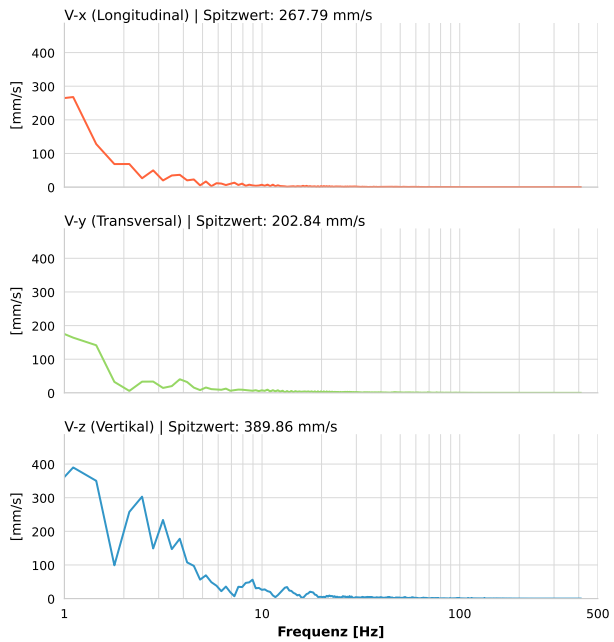 V-x (Longitudinal) | Spitzwert: 267.79 mm/s
400
300
200
100
0
[mm/s]
V-y (Transversal) | Spitzwert: 202.84 mm/s
400
300
200
100
0
[mm/s]
V-z (Vertikal) | Spitzwert: 389.86 mm/s
400
300
200
100
0
[mm/s]
1 10 100 500
Frequenz [Hz]